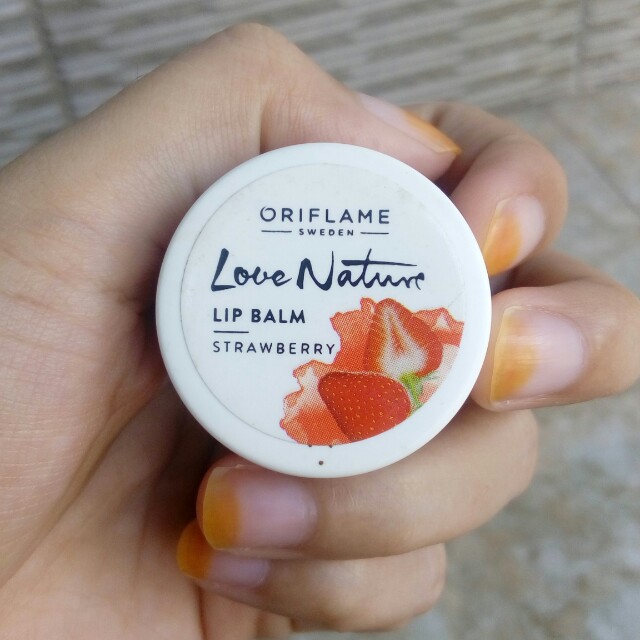 ORIFLAME
SWEDEN
Love Nature
LIP BALM
STRAWBERRY